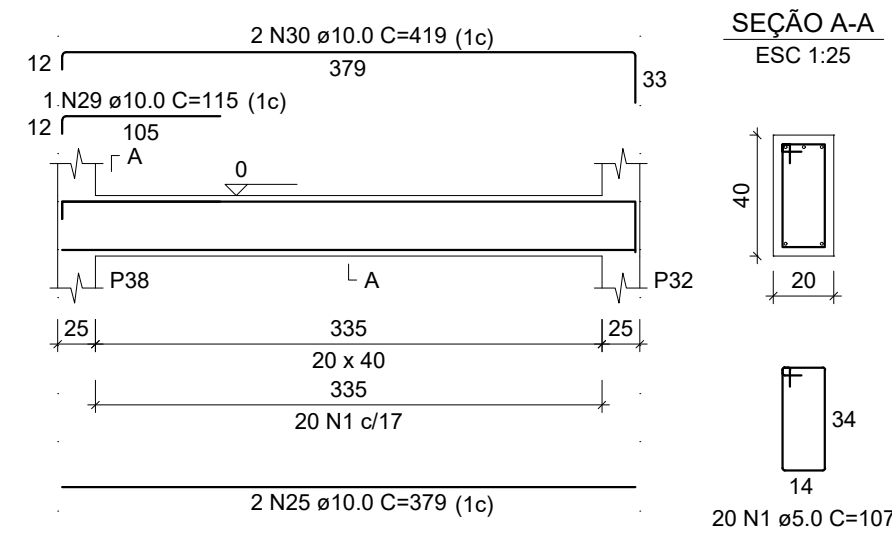 2 N30 ø10.0 C=419 (1c)
12
379
33
1 N29 ø10.0 C=115 (1c)
12
105
A
0
P38
A
P32
25
335
25
20 x 40
335
20 N1 c/17
2 N25 ø10.0 C=379 (1c)
SEÇÃO A-A
ESC 1:25
40
20
34
14
20 N1 ø5.0 C=107